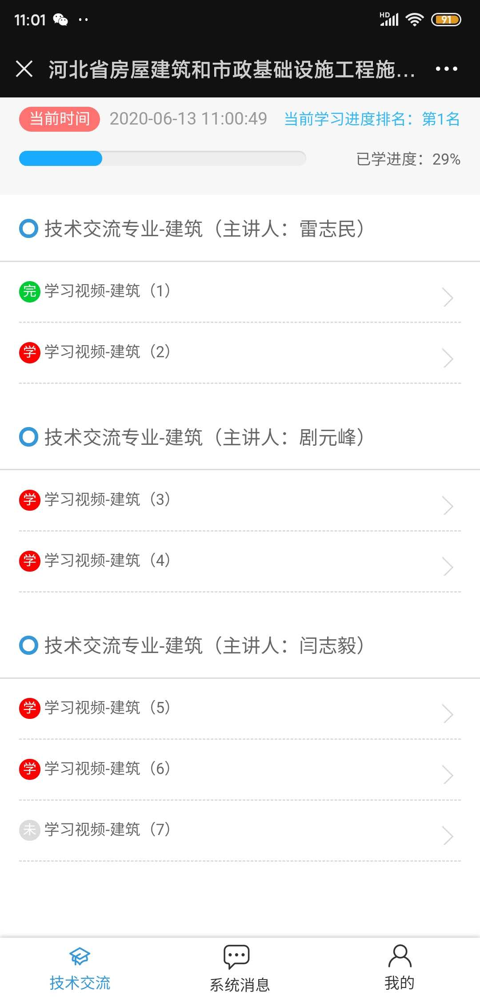 11:01
HD
91
河北省房屋建筑和市政基础设施工程施...
当前时间 2020-06-13 11:00:49 当前学习进度排名：第1名
已学进度：29%
技术交流专业-建筑（主讲人：雷志民）
完 学习视频-建筑（1）
学 学习视频-建筑（2）
技术交流专业-建筑（主讲人：剧元峰）
学 学习视频-建筑（3）
学 学习视频-建筑（4）
技术交流专业-建筑（主讲人：闫志毅）
学 学习视频-建筑（5）
学 学习视频-建筑（6）
未 学习视频-建筑（7）
技术交流 系统消息 我的